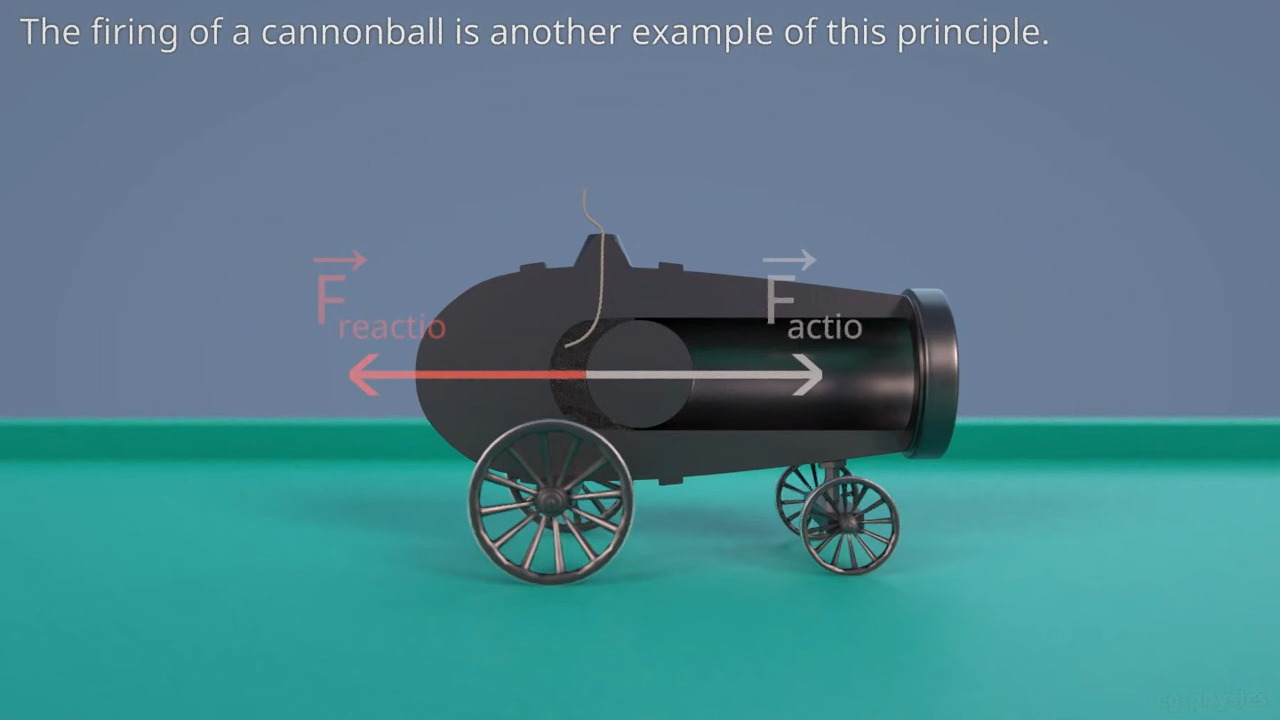 The firing of a cannonball is another example of this principle.
F reactio
F actio